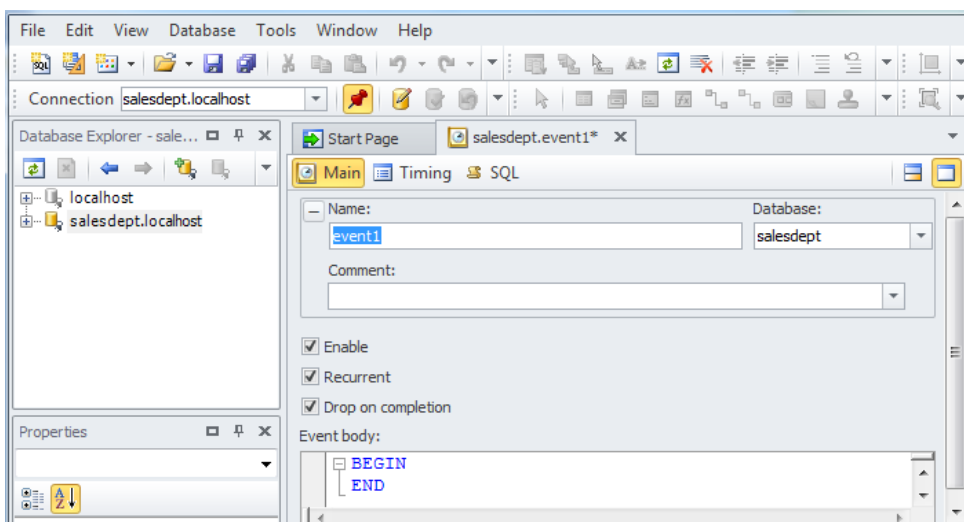 File Edit View Database Tools Window Help
SQL
Connection salesdept.localhost
Database Explorer - sale...
Start Page
salesdept.event1*
Main Timing SQL
localhost
salesdept.localhost
Name:
Database:
event1
salesdept
Comment:
Enable
Recurrent
Drop on completion
Properties
Event body:
BEGIN
END